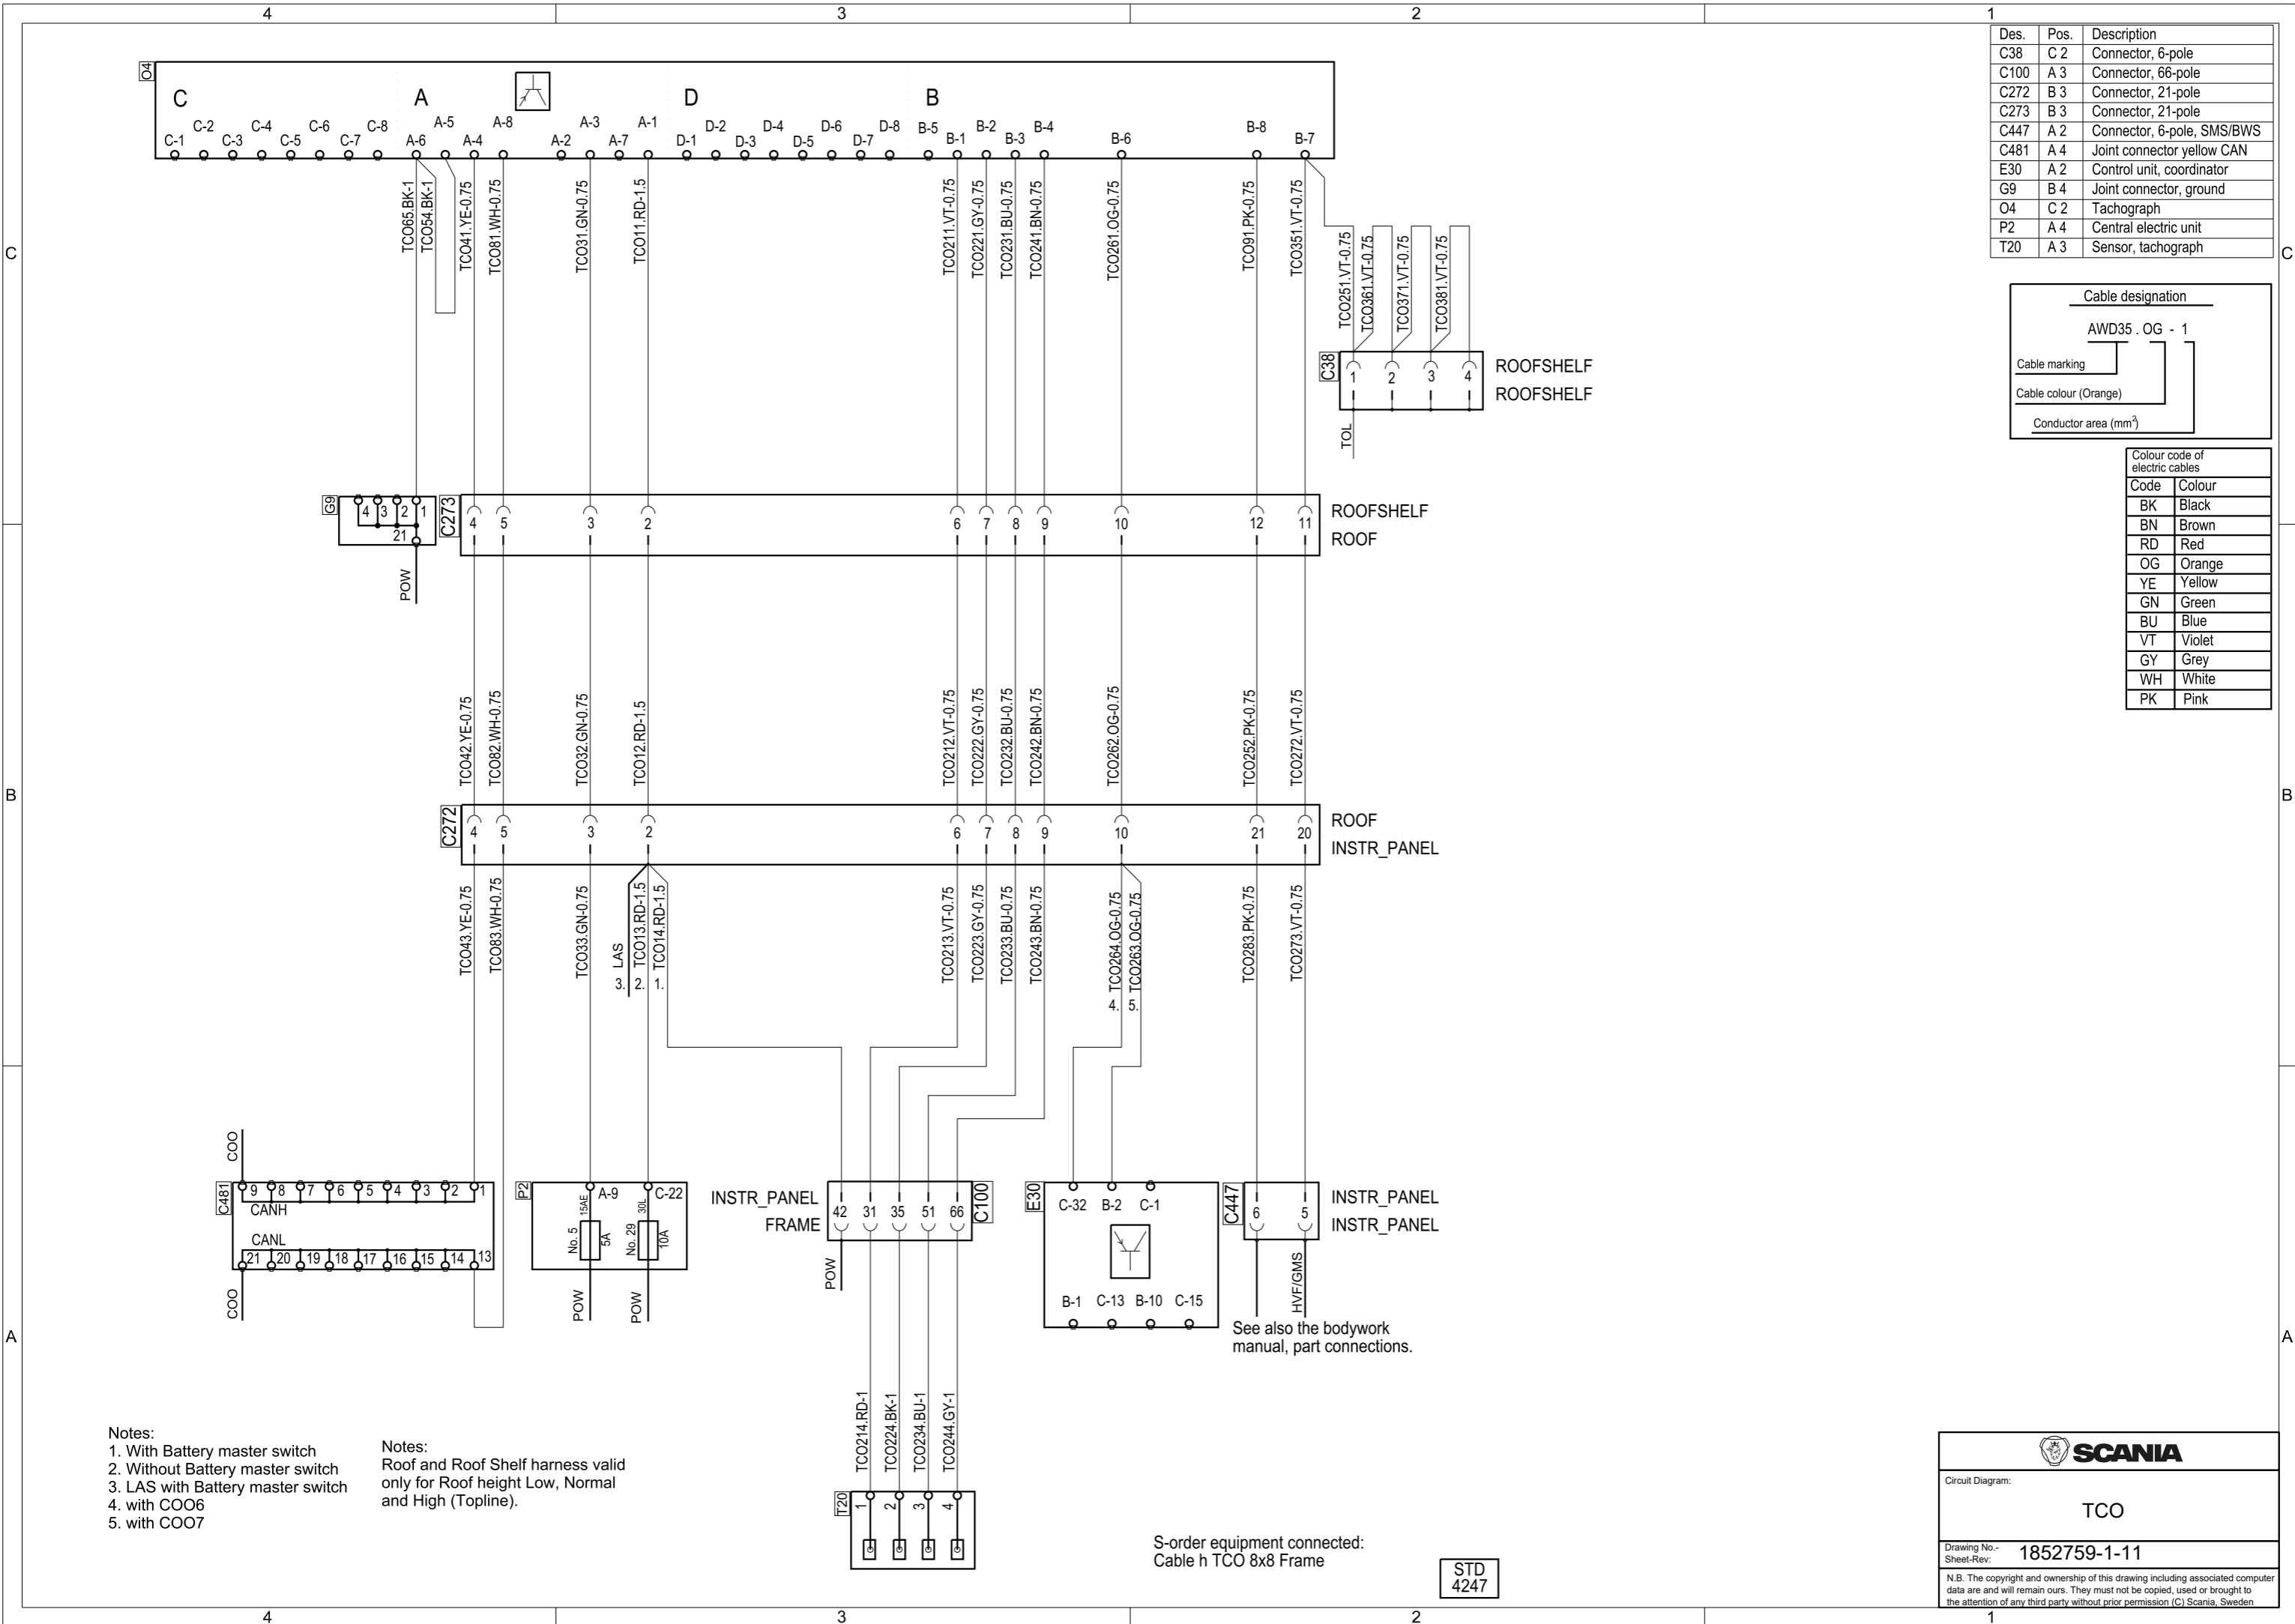 4 3 2 1
Des. Pos. Description
C38 C 2 Connector, 6-pole
C100 A 3 Connector, 66-pole
C272 B 3 Connector, 21-pole
C273 B 3 Connector, 21-pole
C447 A 2 Connector, 6-pole, SMS/BWS
C481 A 4 Joint connector yellow CAN
E30 A 2 Control unit, coordinator
G9 B 4 Joint connector, ground
O4 C 2 Tachograph
P2 A 4 Central electric unit
T20 A 3 Sensor, tachograph
O4
C A D B
C-1 C-2 C-3 C-4 C-5 C-6 C-7 C-8 A-6 A-5 A-4 A-8 A-2 A-3 A-7 A-1 D-1 D-2 D-3 D-4 D-5 D-6 D-7 D-8 B-5 B-1 B-2 B-3 B-4 B-6 B-8 B-7
TCO65.BK-1
TCO54.BK-1
TCO41.YE-0.75
TCO81.WH-0.75
TCO31.GN-0.75
TCO11.RD-1.5
TCO211.VT-0.75
TCO221.GY-0.75
TCO231.BU-0.75
TCO241.BN-0.75
TCO261.OG-0.75
TCO91.PK-0.75
TCO351.VT-0.75
TCO251.VT-0.75
TCO361.VT-0.75
TCO371.VT-0.75
TCO381.VT-0.75
C C
Cable designation
AWD35 . OG - 1
Cable marking
Cable colour (Orange)
Conductor area (mm2)
C38
1 2 3 4
ROOFSHELF
ROOFSHELF
TOL
Colour code of
electric cables
Code Colour
BK Black
BN Brown
RD Red
OG Orange
YE Yellow
GN Green
BU Blue
VT Violet
GY Grey
WH White
PK Pink
G9
4 3 2 1
21
POW
C273
4 5 3 2 6 7 8 9 10 12 11
ROOFSHELF
ROOF
TCO42.YE-0.75
TCO82.WH-0.75
TCO32.GN-0.75
TCO12.RD-1.5
TCO212.VT-0.75
TCO222.GY-0.75
TCO232.BU-0.75
TCO242.BN-0.75
TCO262.OG-0.75
TCO252.PK-0.75
TCO272.VT-0.75
B B
C272
4 5 3 2 6 7 8 9 10 21 20
ROOF
INSTR_PANEL
TCO43.YE-0.75
TCO83.WH-0.75
TCO33.GN-0.75
3. LAS
2. TCO13.RD-1.5
1. TCO14.RD-1.5
TCO213.VT-0.75
TCO223.GY-0.75
TCO233.BU-0.75
TCO243.BN-0.75
4. TCO264.OG-0.75
5. TCO263.OG-0.75
TCO283.PK-0.75
TCO273.VT-0.75
COO
C481
9 8 7 6 5 4 3 2 1
CANH
CANL
21 20 19 18 17 16 15 14 13
COO
P2
A-9 C-22
15AE
30L
No. 5
5A
No. 29
10A
POW
POW
INSTR_PANEL
FRAME
42 31 35 51 66
C100
POW
E30
C-32 B-2 C-1
B-1 C-13 B-10 C-15
C447
6 5
INSTR_PANEL
INSTR_PANEL
HVF/GMS
See also the bodywork
manual, part connections.
A A
TCO214.RD-1
TCO224.BK-1
TCO234.BU-1
TCO244.GY-1
T20
1 2 3 4
Notes:
1. With Battery master switch
2. Without Battery master switch
3. LAS with Battery master switch
4. with COO6
5. with COO7
Notes:
Roof and Roof Shelf harness valid
only for Roof height Low, Normal
and High (Topline).
S-order equipment connected:
Cable h TCO 8x8 Frame
STD
4247
SCANIA
Circuit Diagram:
TCO
Drawing No.-
Sheet-Rev: 1852759-1-11
N.B. The copyright and ownership of this drawing including associated computer
data are and will remain ours. They must not be copied, used or brought to
the attention of any third party without prior permission (C) Scania, Sweden
4 3 2 1